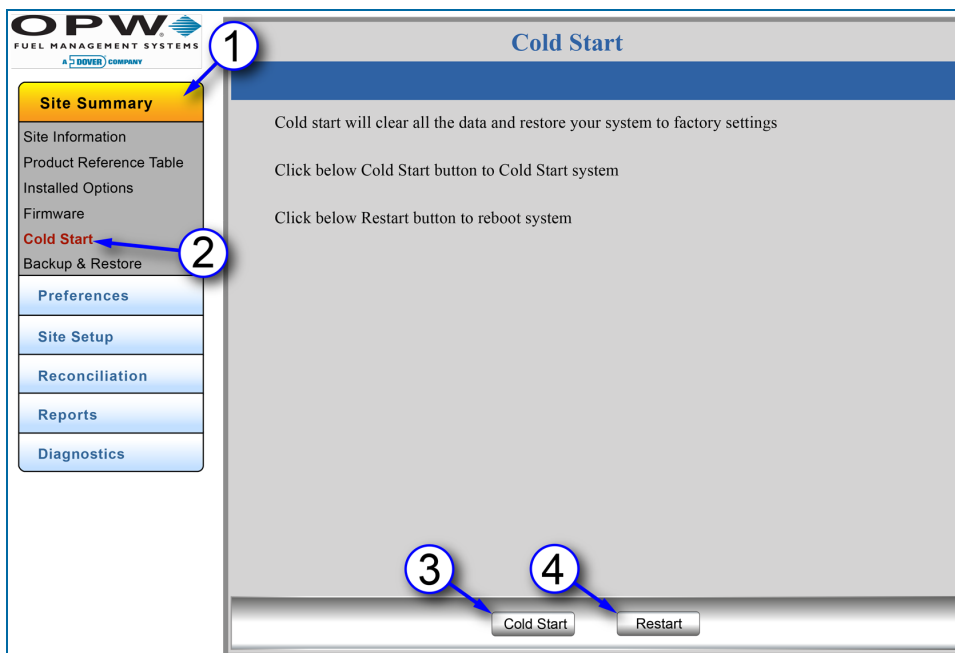 OPW
FUEL MANAGEMENT SYSTEMS
A DOVER COMPANY
1
Cold Start
Site Summary
Site Information
Product Reference Table
Installed Options
Firmware
Cold Start
2
Backup & Restore
Preferences
Site Setup
Reconciliation
Reports
Diagnostics
Cold start will clear all the data and restore your system to factory settings
Click below Cold Start button to Cold Start system
Click below Restart button to reboot system
3
4
Cold Start
Restart